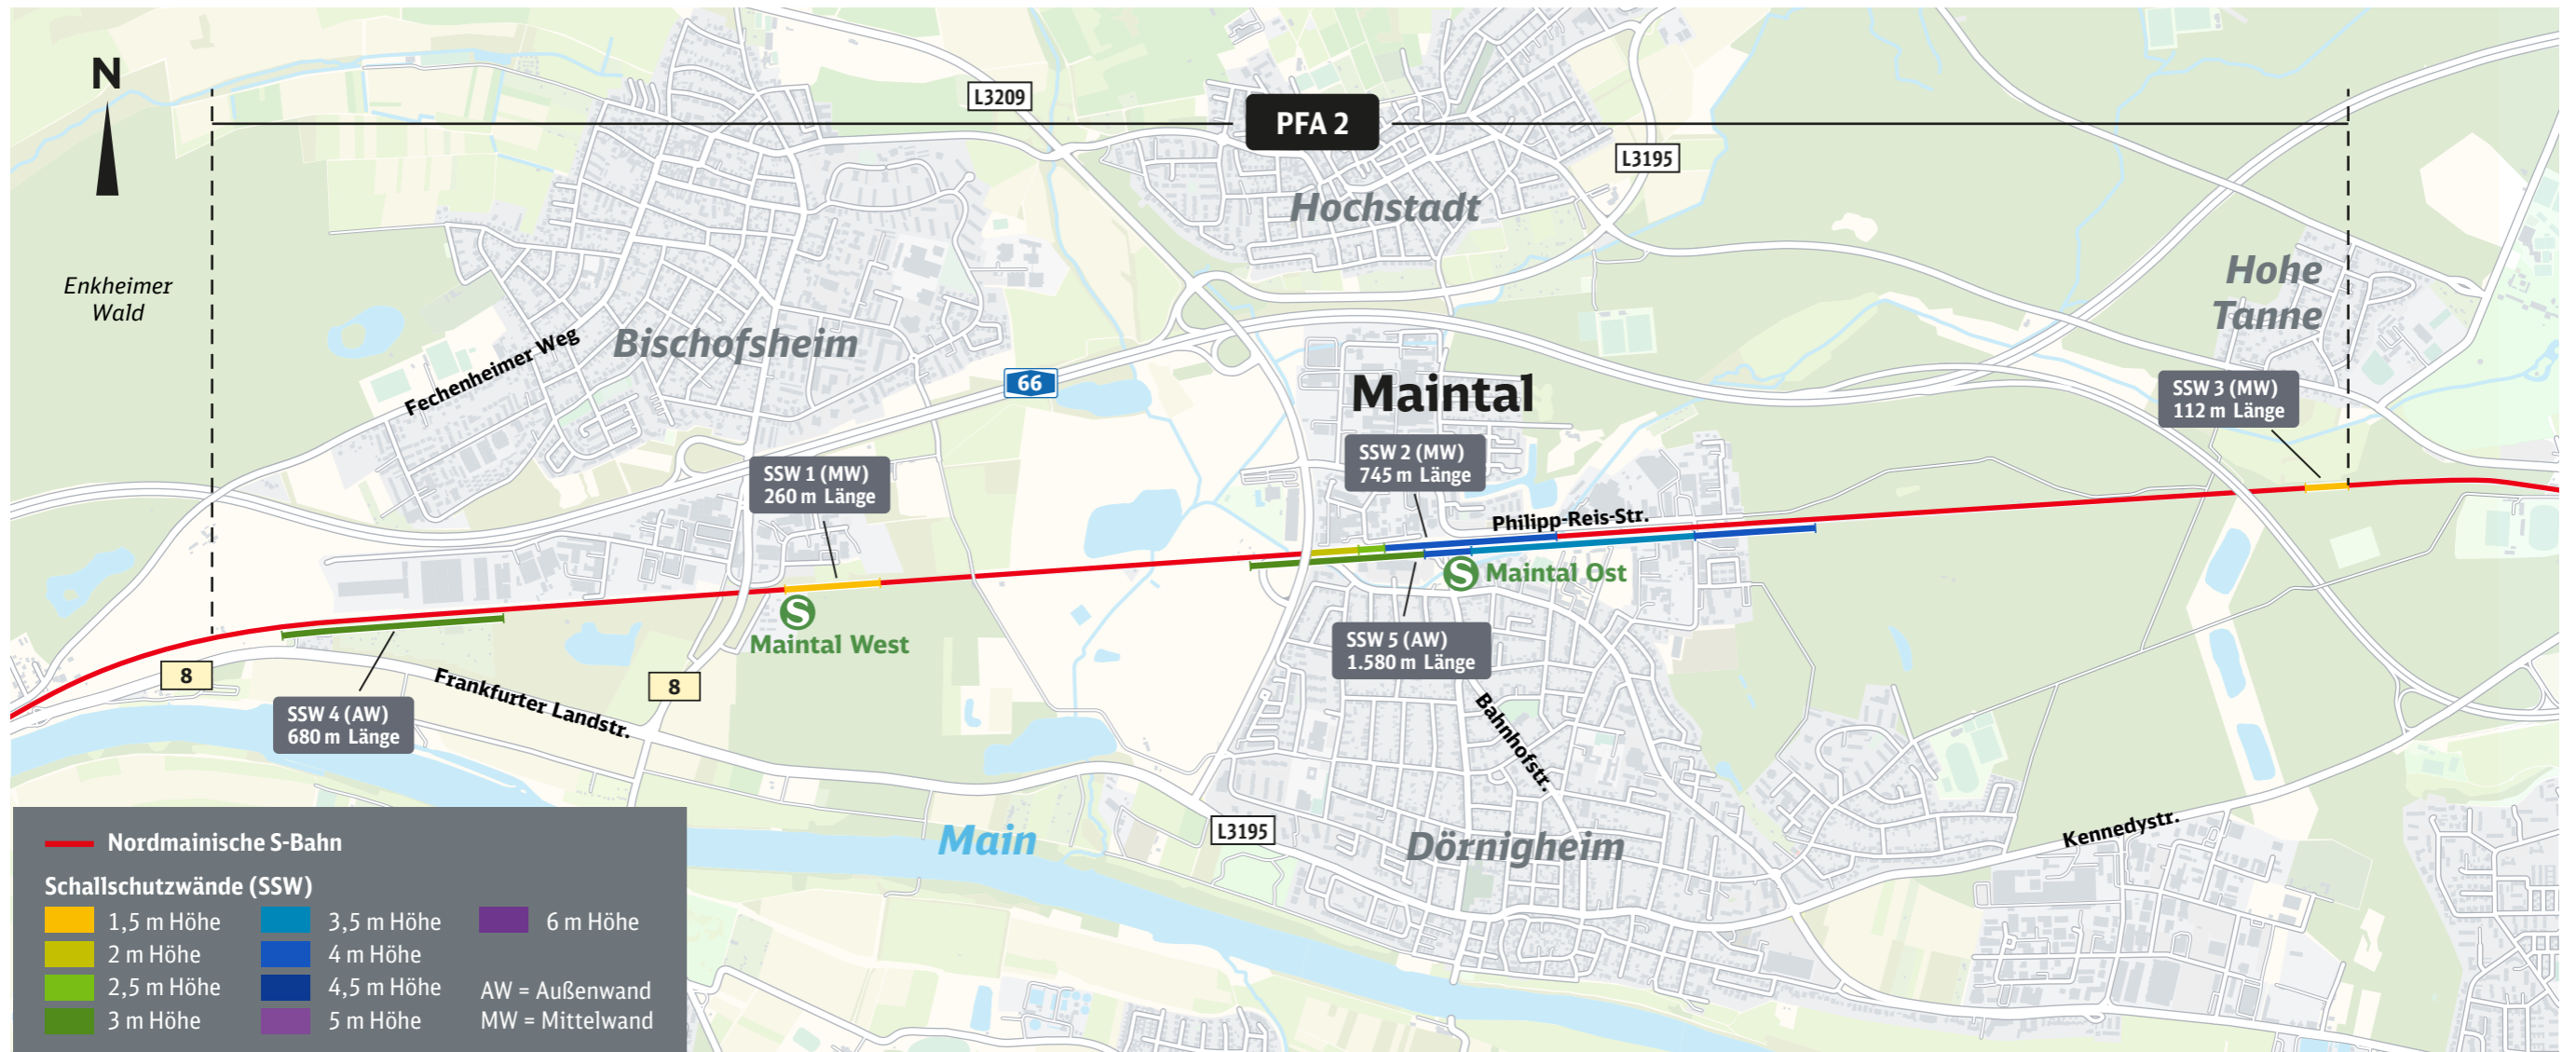 N
L3209
PFA 2
L3195
Hochstadt
Enkheimer
Wald
Hohe
Tanne
Fechenheimer Weg
Bischofsheim
66
Maintal
SSW 3 (MW)
112 m Länge
SSW 2 (MW)
745 m Länge
SSW 1 (MW)
260 m Länge
Philipp-Reis-Str.
S Maintal Ost
S
Maintal West
SSW 5 (AW)
1.580 m Länge
8
8
Frankfurter Landstr.
SSW 4 (AW)
680 m Länge
Bahnhofstr.
L3195
Main
Dörnigheim
Kennedystr.
Nordmainische S-Bahn
Schallschutzwände (SSW)
1,5 m Höhe
2 m Höhe
2,5 m Höhe
3 m Höhe
3,5 m Höhe
4 m Höhe
4,5 m Höhe
5 m Höhe
6 m Höhe
AW = Außenwand
MW = Mittelwand